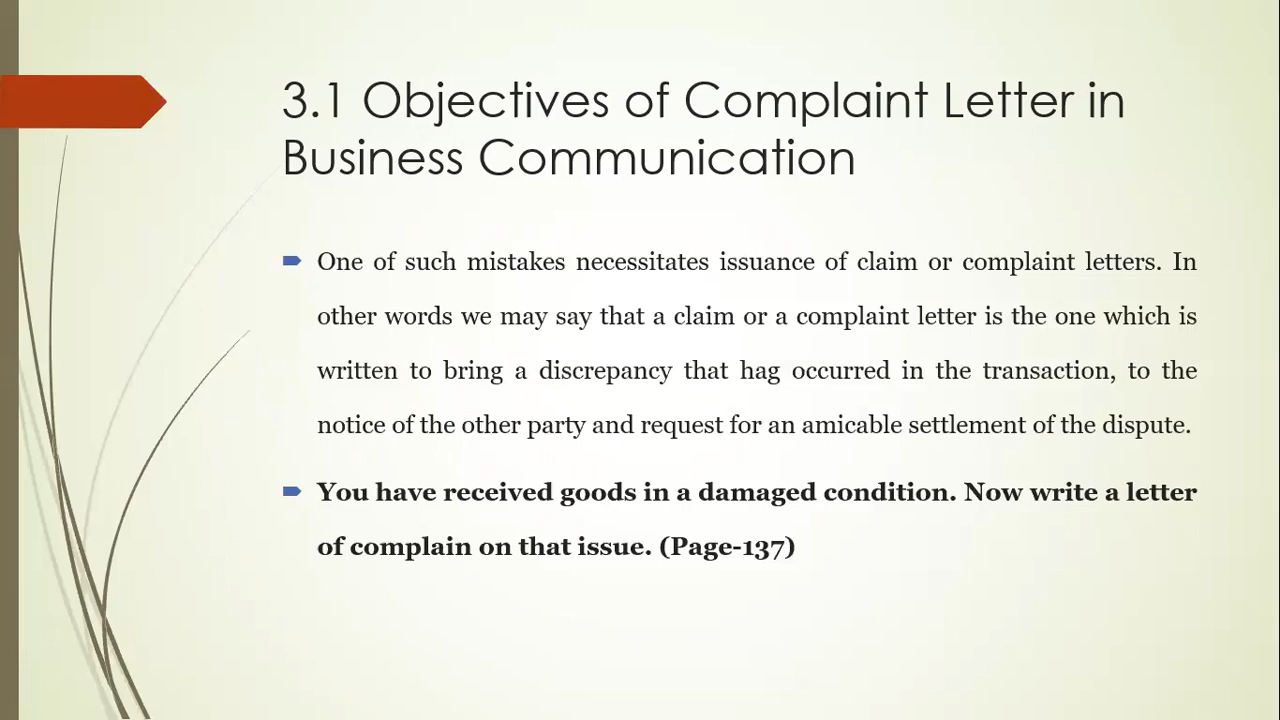 3.1 Objectives of Complaint Letter in
Business Communication
One of such mistakes necessitates issuance of claim or complaint letters. In
other words we may say that a claim or a complaint letter is the one which is
written to bring a discrepancy that hag occurred in the transaction, to the
notice of the other party and request for an amicable settlement of the dispute.
You have received goods in a damaged condition. Now write a letter
of complain on that issue. (Page-137)